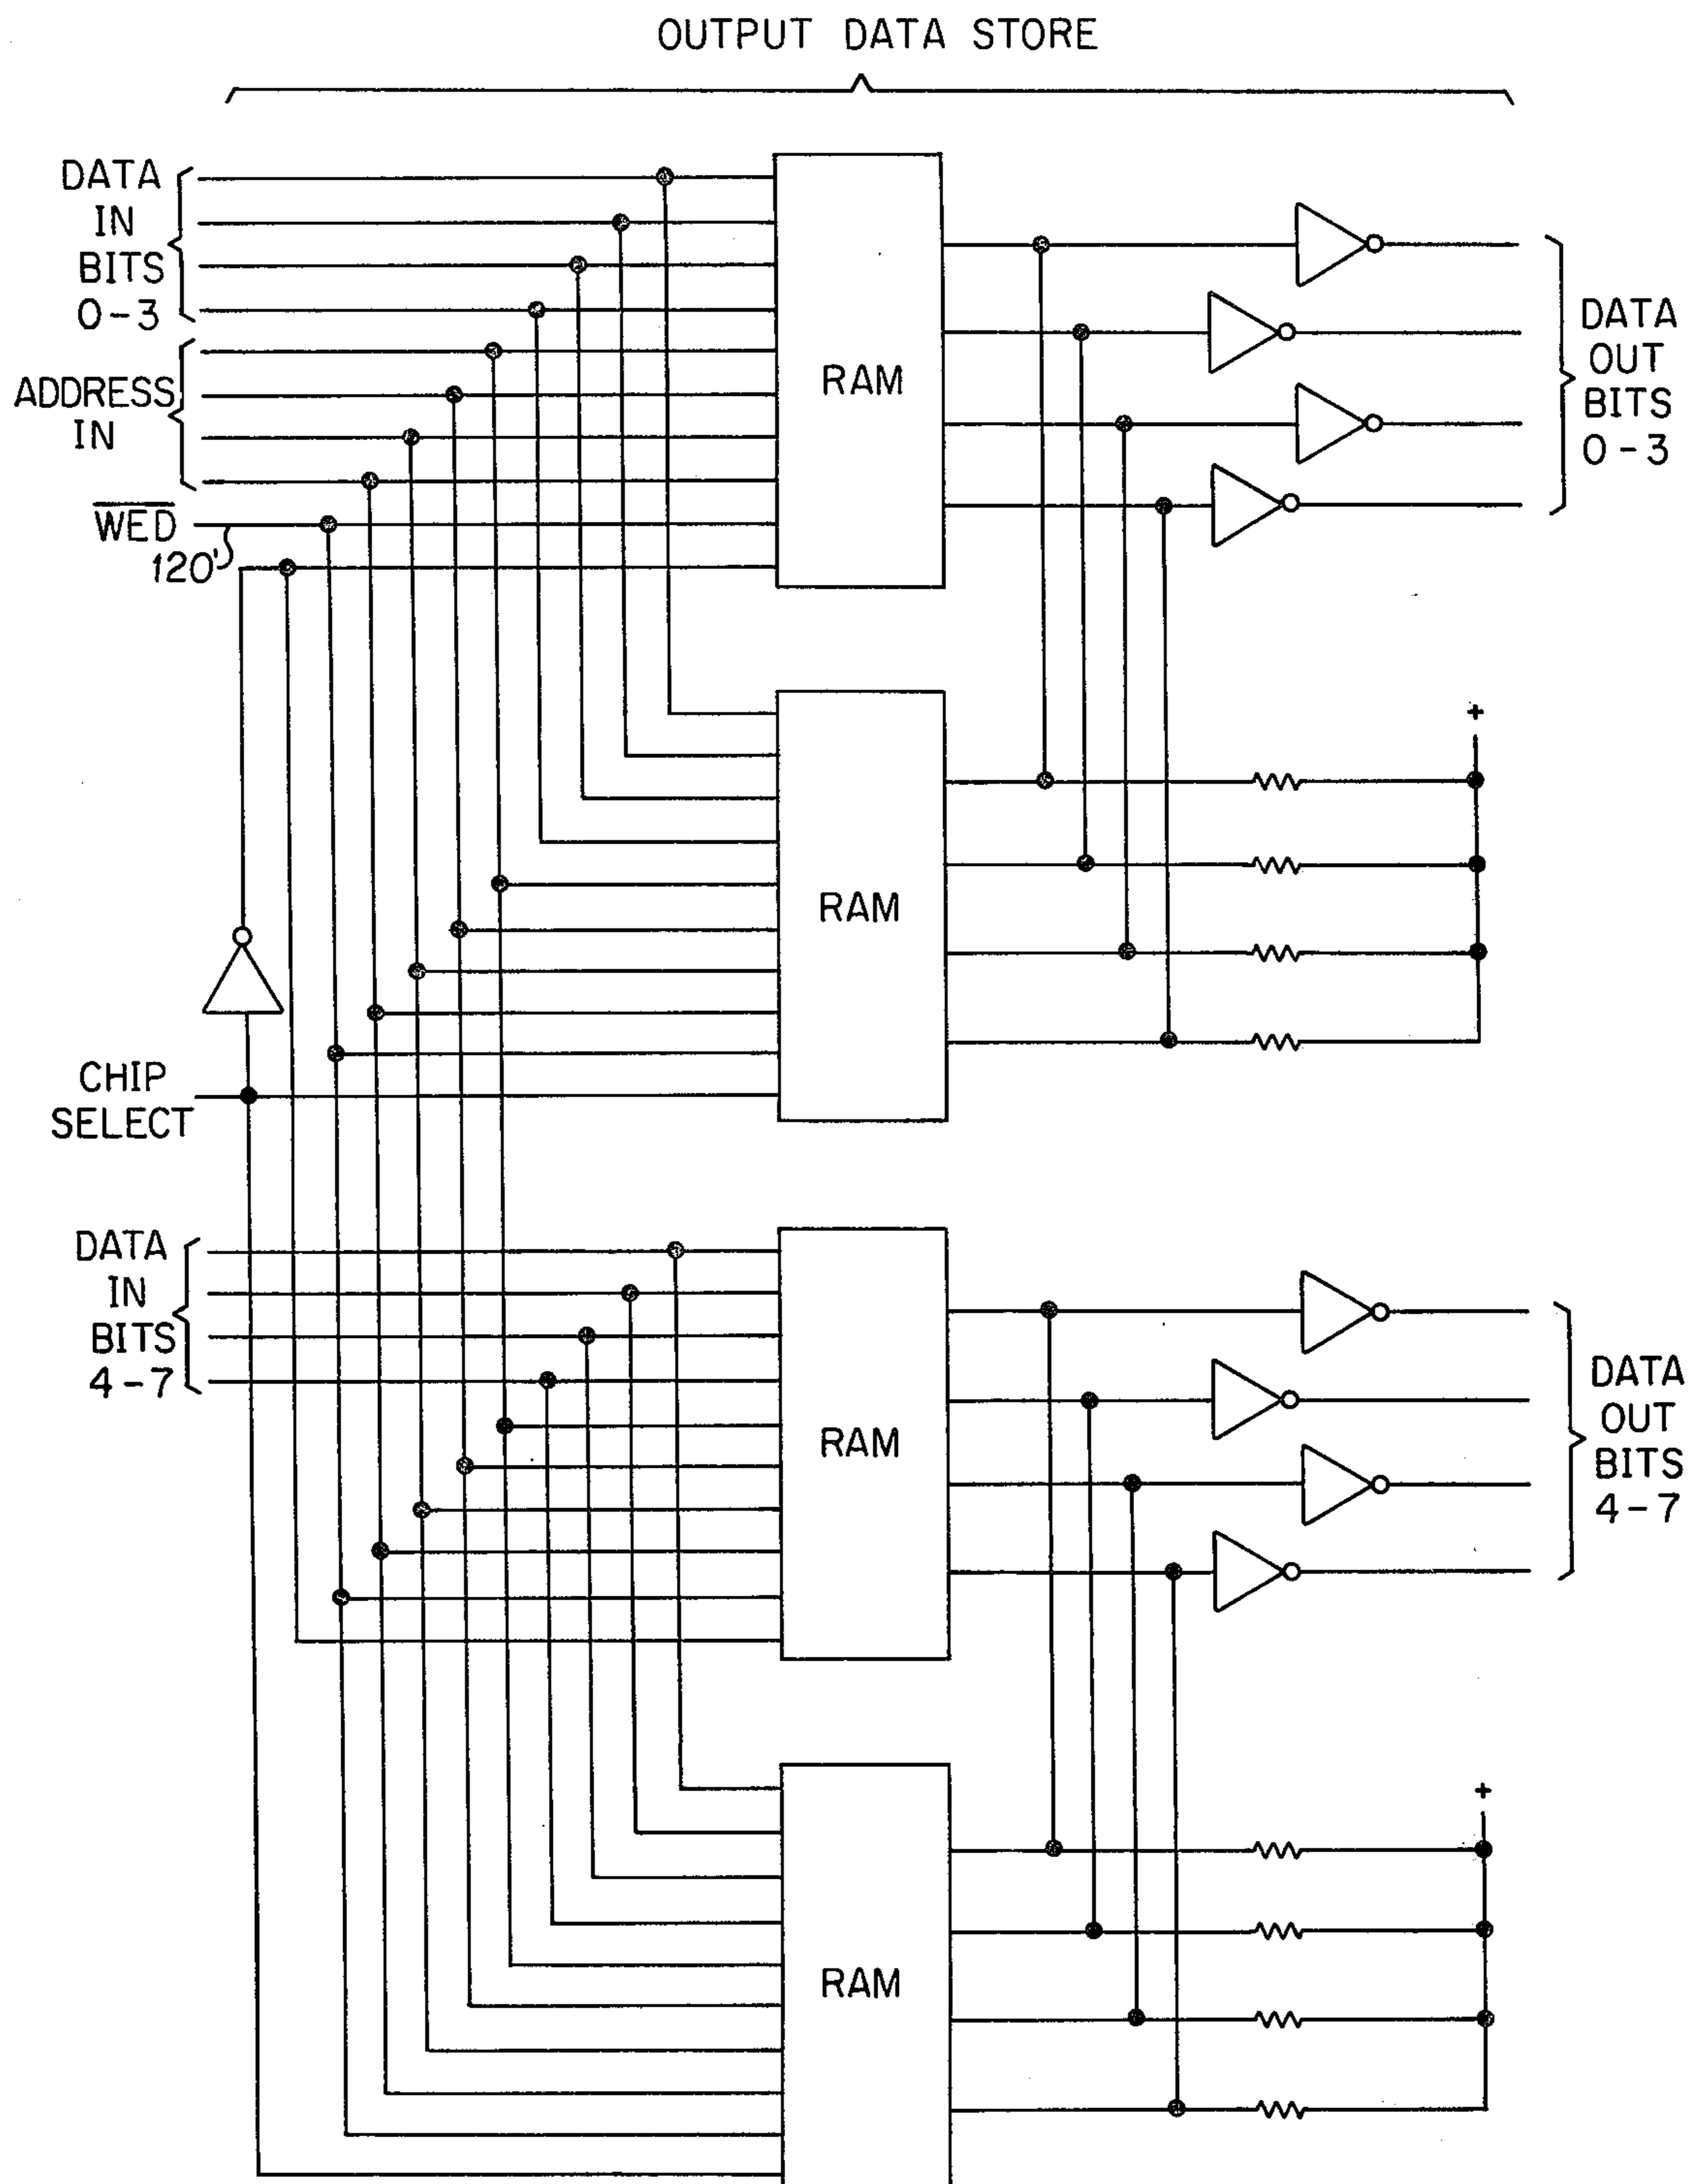 OUTPUT DATA STORE
DATA
IN
BITS
0-3
ADDRESS
IN
WED
120'
RAM
DATA
OUT
BITS
0-3
RAM
+
CHIP
SELECT
DATA
IN
BITS
4-7
RAM
DATA
OUT
BITS
4-7
RAM
+